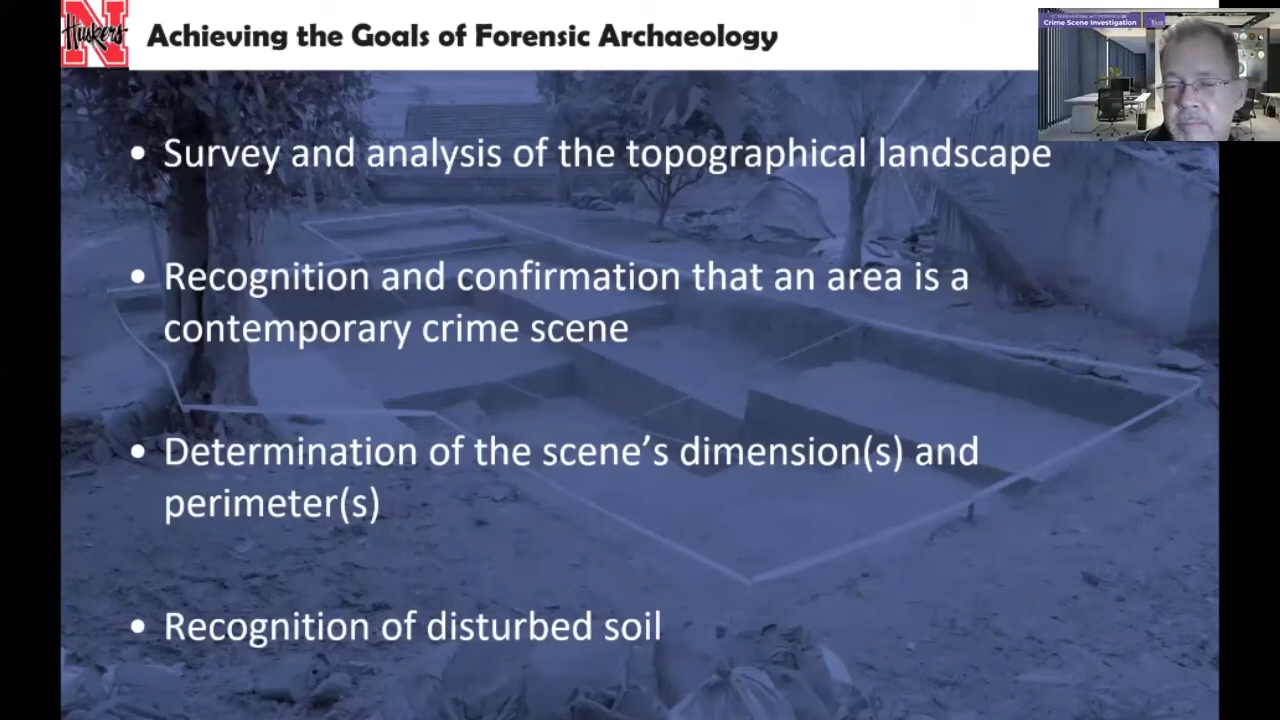 Huskers
N
Achieving the Goals of Forensic Archaeology
Crime Scene Investigation
• Survey and analysis of the topographical landscape
• Recognition and confirmation that an area is a
contemporary crime scene
• Determination of the scene’s dimension(s) and
perimeter(s)
• Recognition of disturbed soil